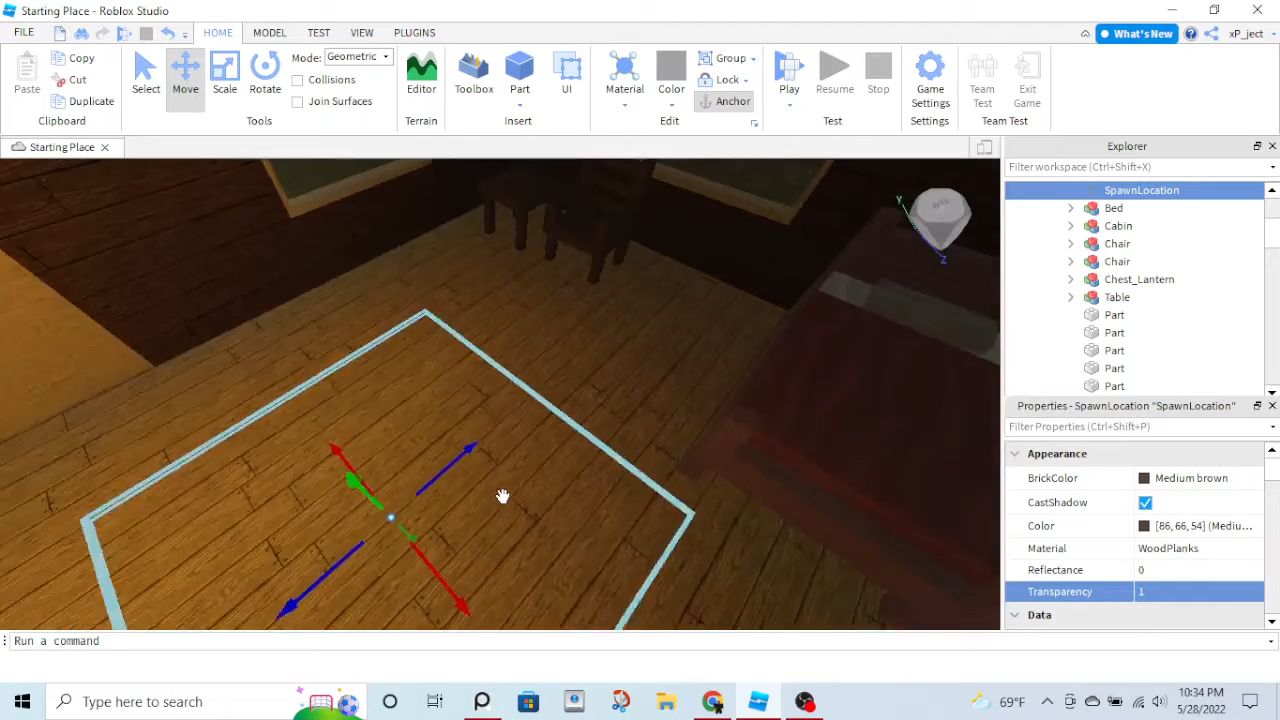 Starting Place - Roblox Studio
FILE HOME MODEL TEST VIEW PLUGINS What's New xP_ject
Paste Copy Cut Duplicate Clipboard
Select Move Scale Rotate Mode: Geometric Collisions Join Surfaces Tools
Editor Terrain
Toolbox Part UI Insert
Material Color Group Lock Anchor Edit
Play Resume Stop Test
Game Settings Settings
Team Test Exit Game Team Test
Starting Place
Explorer
Filter workspace (Ctrl+Shift+X)
SpawnLocation
Bed
Cabin
Chair
Chair
Chest_Lantern
Table
Part
Part
Part
Part
Part
Y
Z
Properties - SpawnLocation "SpawnLocation"
Filter Properties (Ctrl+Shift+P)
Appearance
BrickColor Medium brown
CastShadow
Color [86, 66, 54] (Mediu...
Material WoodPlanks
Reflectance 0
Transparency 1
Data
Run a command
Type here to search
69°F
10:34 PM
5/28/2022